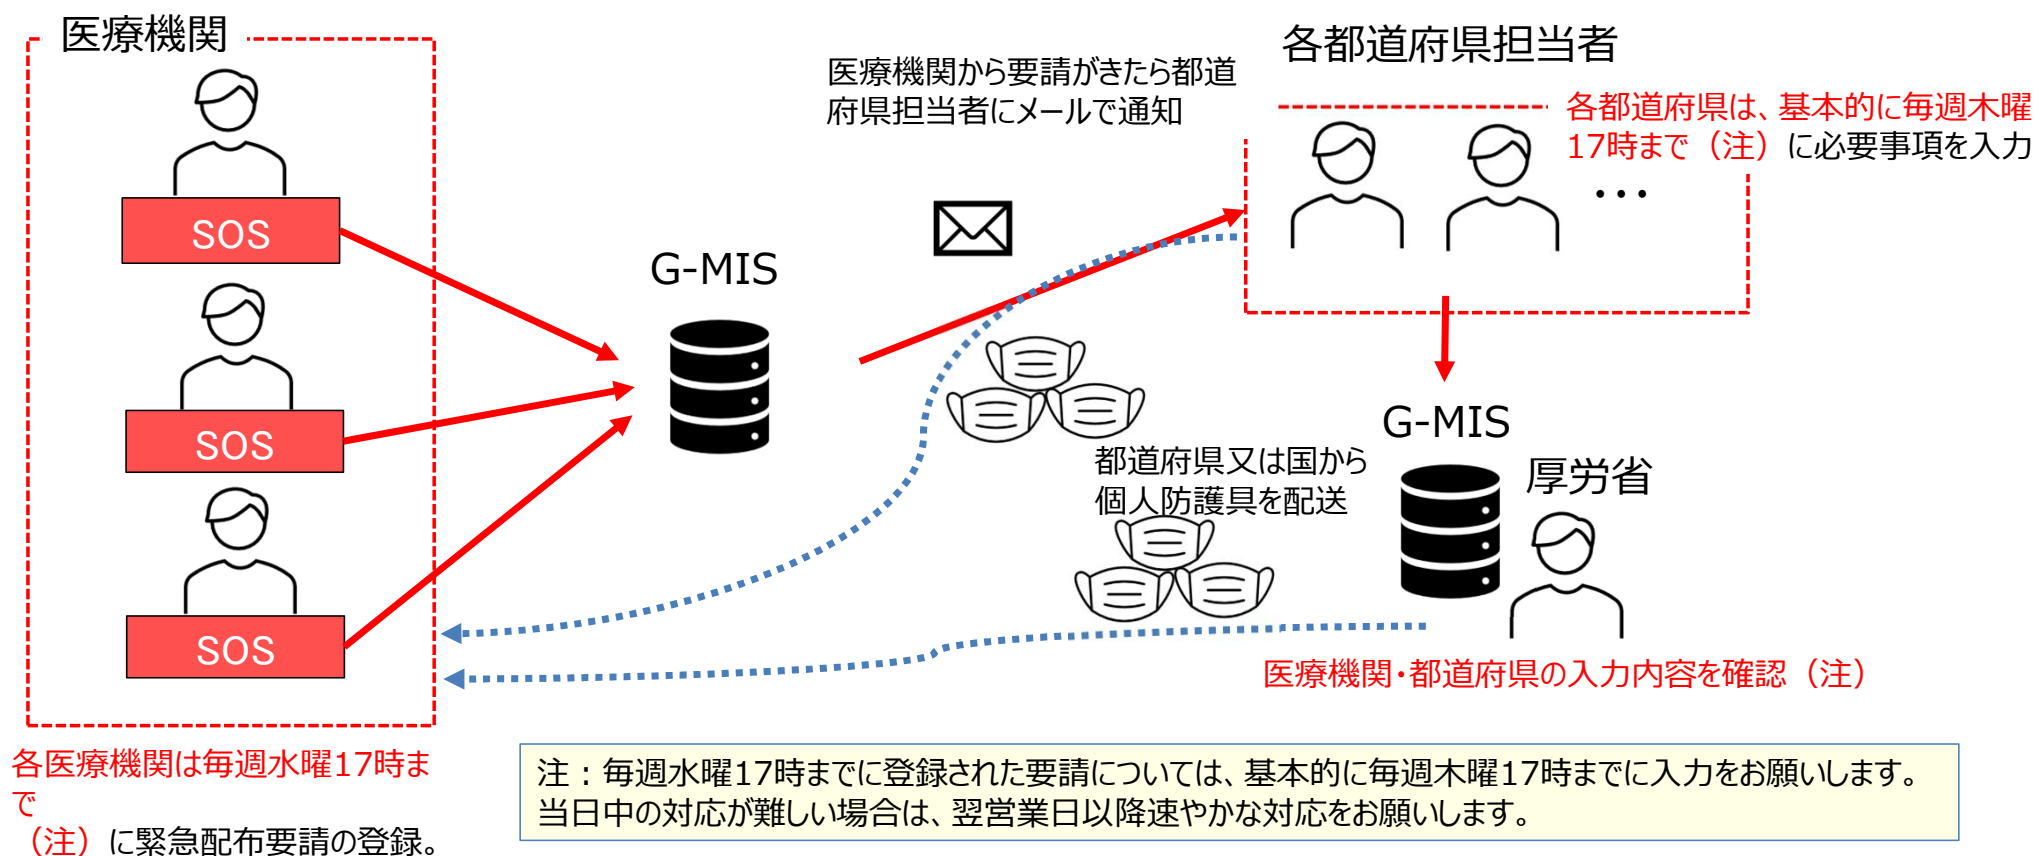 医療機関
SOS
SOS
SOS
各医療機関は毎週水曜17時ま
で
（注）に緊急配布要請の登録。
G-MIS
医療機関から要請がきたら都道
府県担当者にメールで通知
各都道府県担当者
各都道府県は、基本的に毎週木曜
17時まで（注）に必要事項を入力
・・・
都道府県又は国から
個人防護具を配送
G-MIS
厚労省
医療機関・都道府県の入力内容を確認（注）
注：毎週水曜17時までに登録された要請については、基本的に毎週木曜17時までに入力をお願いします。
当日中の対応が難しい場合は、翌営業日以降速やかな対応をお願いします。